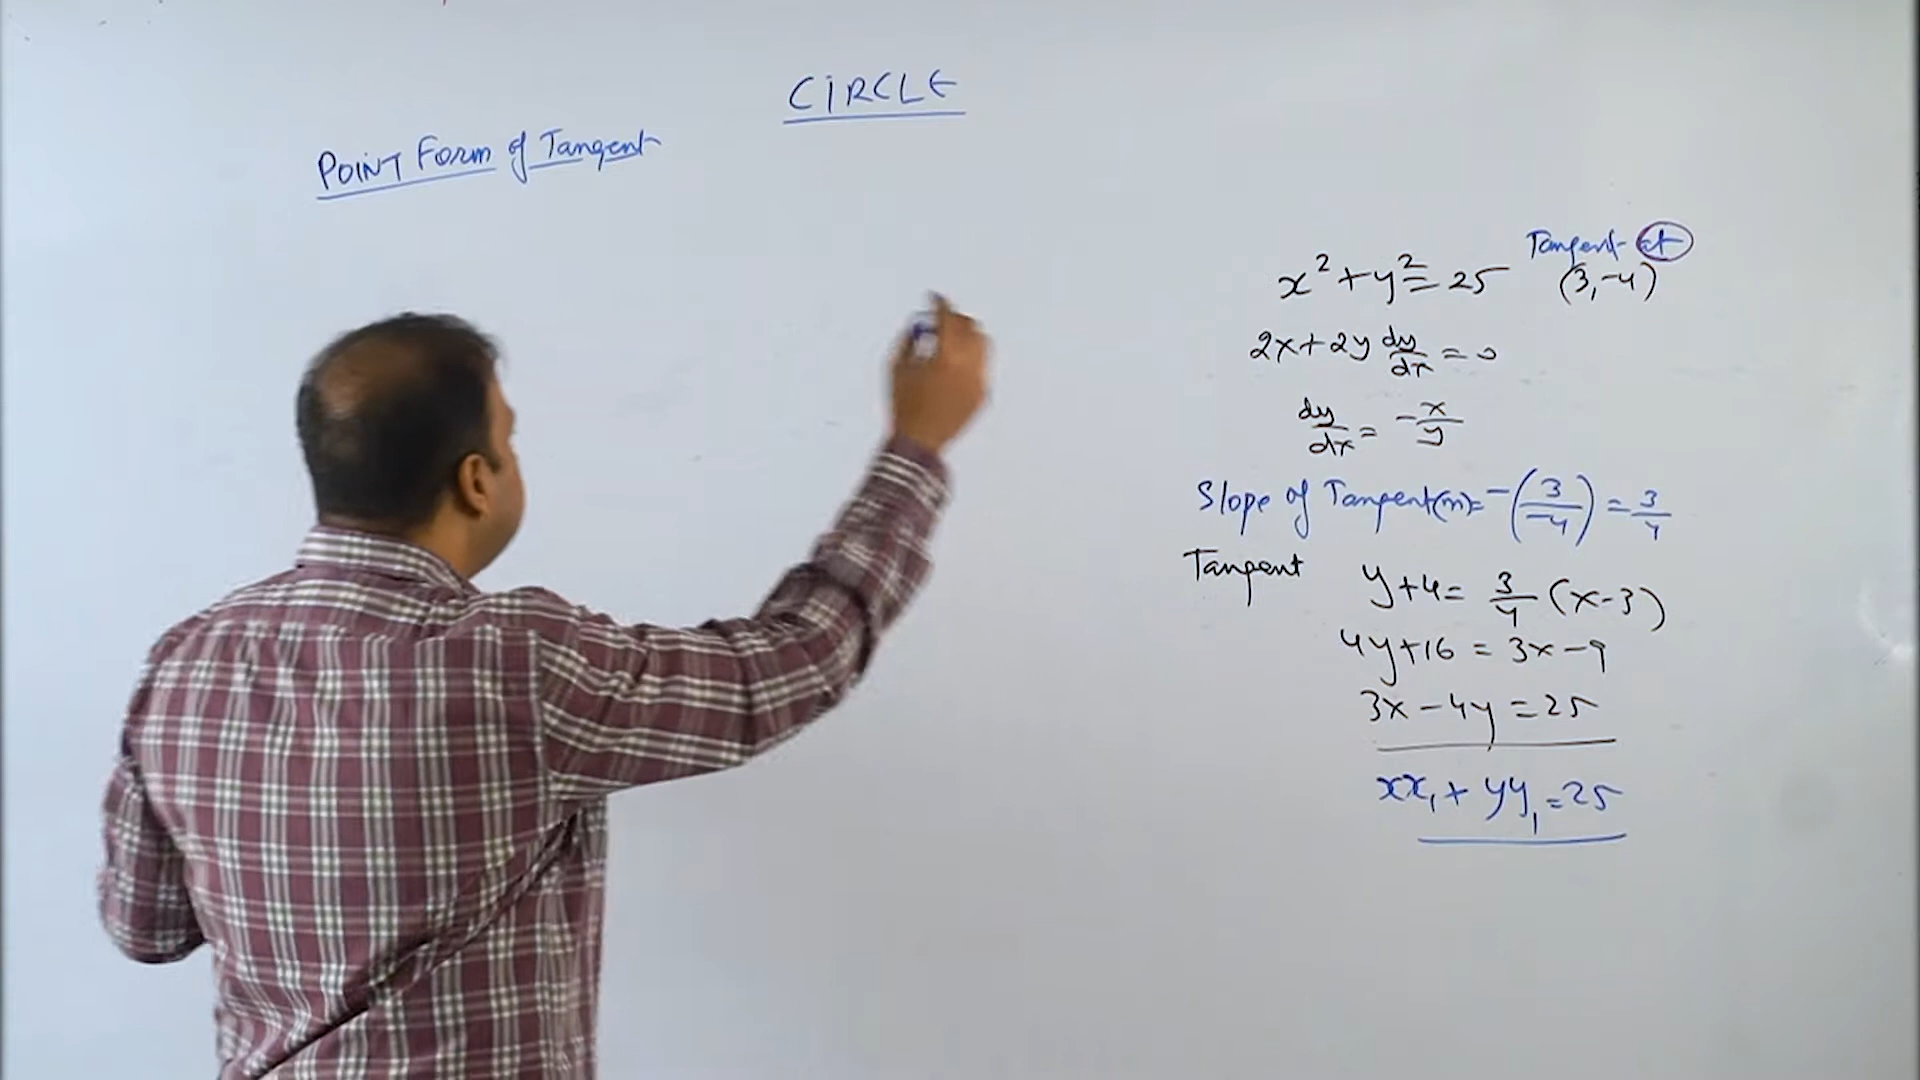 CIRCLE
POINT Form of Tangent
Tangent at
x² + y² = 25 (3,-4)
2x + 2y dy/dx = 0
dy/dx = -x/y
Slope of Tangent(m) = -(3/-4) = 3/4
Tangent y+4 = 3/4 (x-3)
4y+16 = 3x-9
3x - 4y = 25
xx₁ + yy₁ = 25